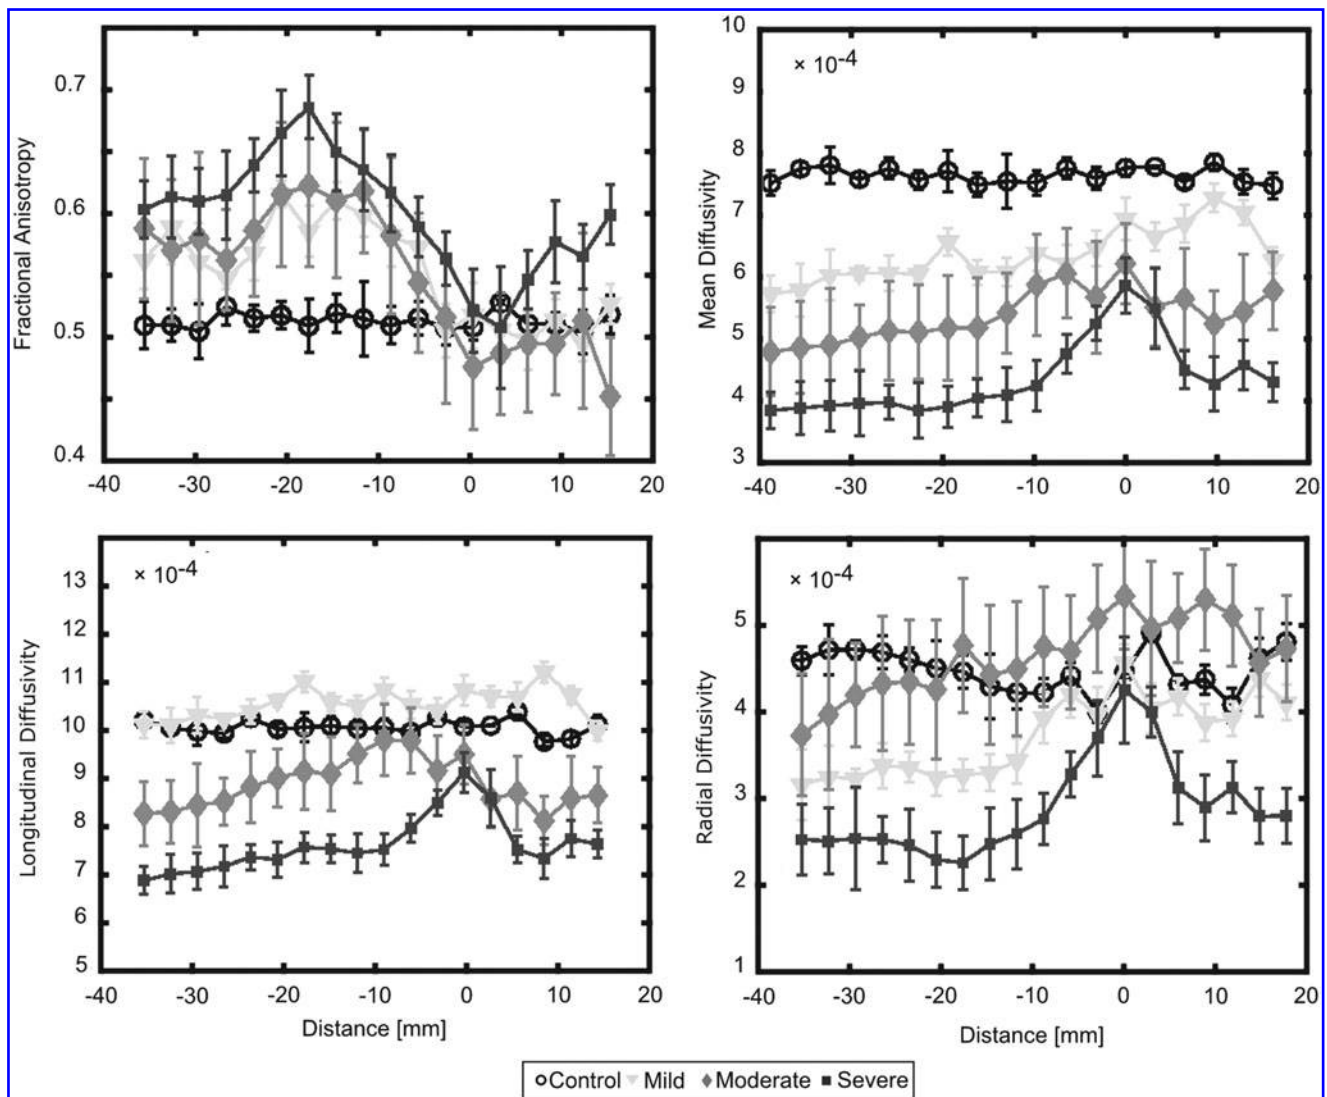 Fractional Anisotropy
0.7
0.6
0.5
0.4
-40 -30 -20 -10 0 10 20
Mean Diffusivity
× 10-4
10
9
8
7
6
5
4
3
-40 -30 -20 -10 0 10 20
Longitudinal Diffusivity
× 10-4
13
12
11
10
9
8
7
6
5
-40 -30 -20 -10 0 10 20
Distance [mm]
Radial Diffusivity
× 10-4
5
4
3
2
1
-40 -30 -20 -10 0 10 20
Distance [mm]
Control Mild Moderate Severe